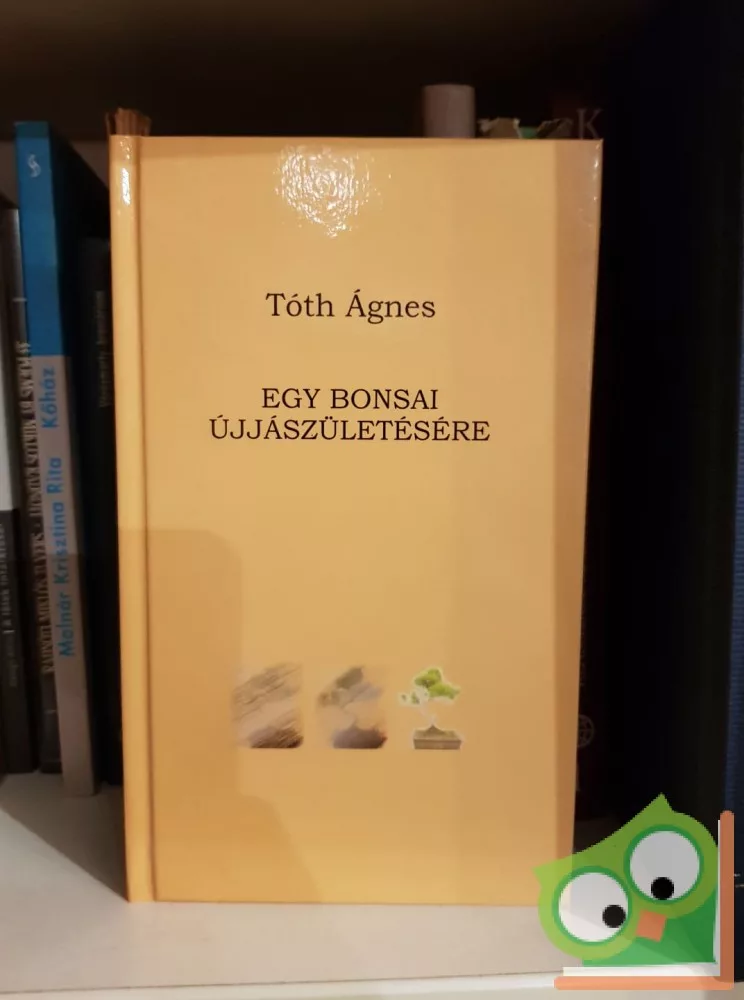 Tóth Ágnes
EGY BONSAI
ÚJJÁSZÜLETÉSÉRE
Molnár Krisztina Rita Kőház
K